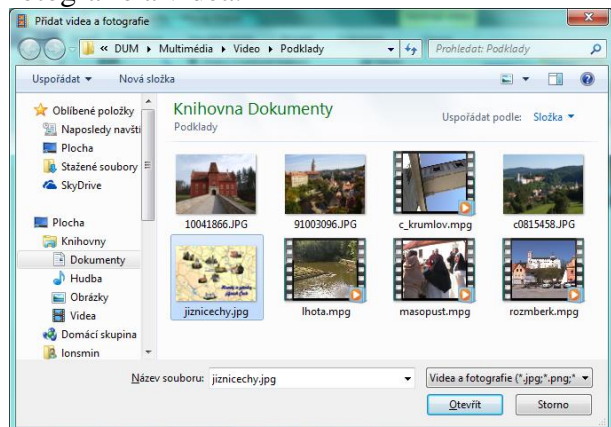 Přidat videa a fotografie
« DUM ▸ Multimédia ▸ Video ▸ Podklady
Prohledat: Podklady
Uspořádat
Nová složka
Oblíbené položky
Naposledy navšti
Plocha
Stažené soubory
SkyDrive
Plocha
Knihovny
Dokumenty
Hudba
Obrázky
Videa
Domácí skupina
lonsmin
Knihovna Dokumenty
Podklady
Uspořádat podle: Složka
10041866.JPG
91003096.JPG
c_krumlov.mpg
c0815458.JPG
jiznicechy.jpg
lhota.mpg
masopust.mpg
rozmberk.mpg
Název souboru: jiznicechy.jpg
Videa a fotografie (*.jpg;*.png;*
Otevřít
Storno